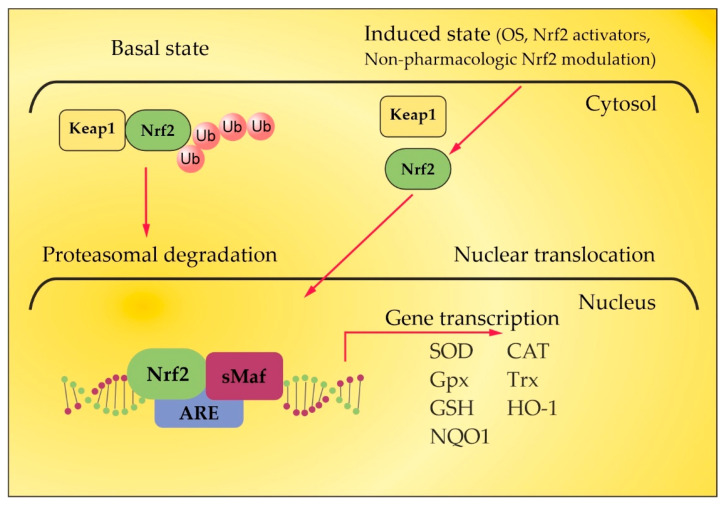 Basal state
Induced state (OS, Nrf2 activators,
Non-pharmacologic Nrf2 modulation)
Cytosol
Keap1
Nrf2
Ub
Ub
Ub
Ub
Keap1
Nrf2
Proteasomal degradation
Nuclear translocation
Nucleus
Gene transcription
SOD CAT
Gpx Trx
GSH HO-1
NQO1
Nrf2
sMaf
ARE